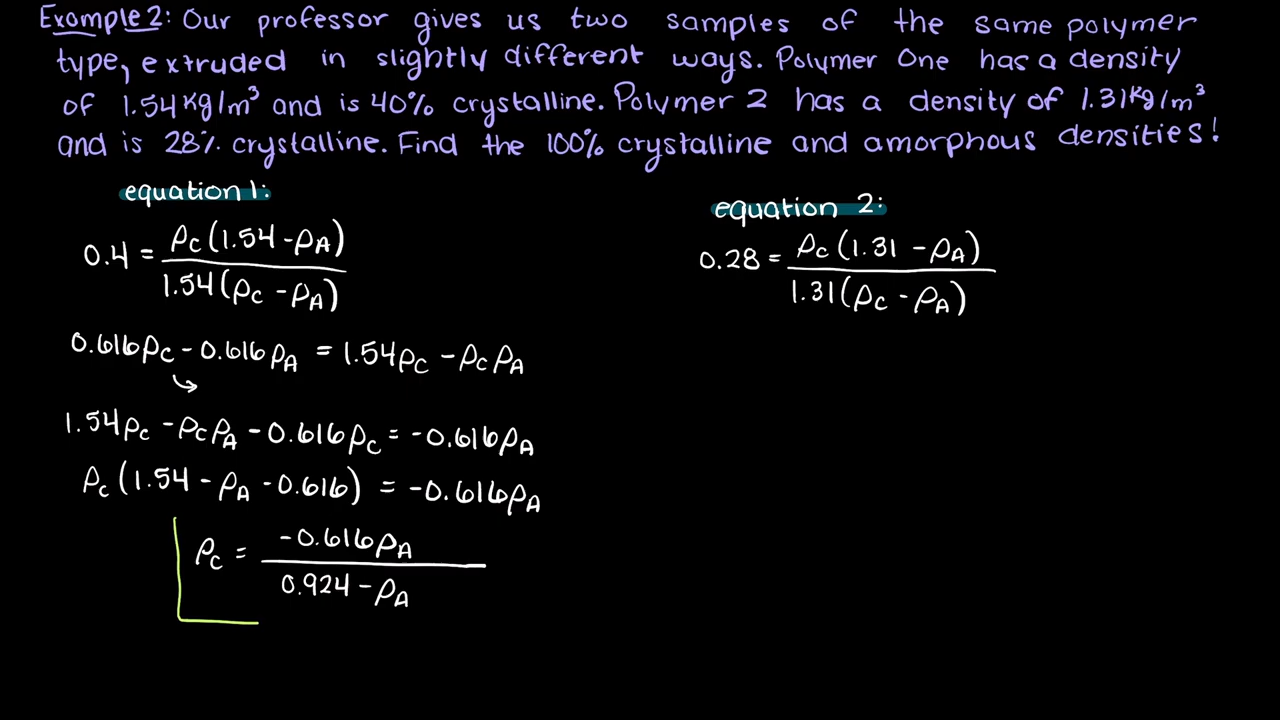 Example 2: Our professor gives us two samples of the same polymer
type, extruded in slightly different ways. Polymer One has a density
of 1.54kg/m³ and is 40% crystalline. Polymer 2 has a density of 1.31kg/m³
and is 28% crystalline. Find the 100% crystalline and amorphous densities!
equation 1:
0.4 = ρC(1.54 - ρA) / 1.54(ρC - ρA)
0.616ρC - 0.616ρA = 1.54ρC - ρCρA
1.54ρC - ρCρA - 0.616ρC = -0.616ρA
ρC(1.54 - ρA - 0.616) = -0.616ρA
ρC = -0.616ρA / 0.924 - ρA
equation 2:
0.28 = ρC(1.31 - ρA) / 1.31(ρC - ρA)